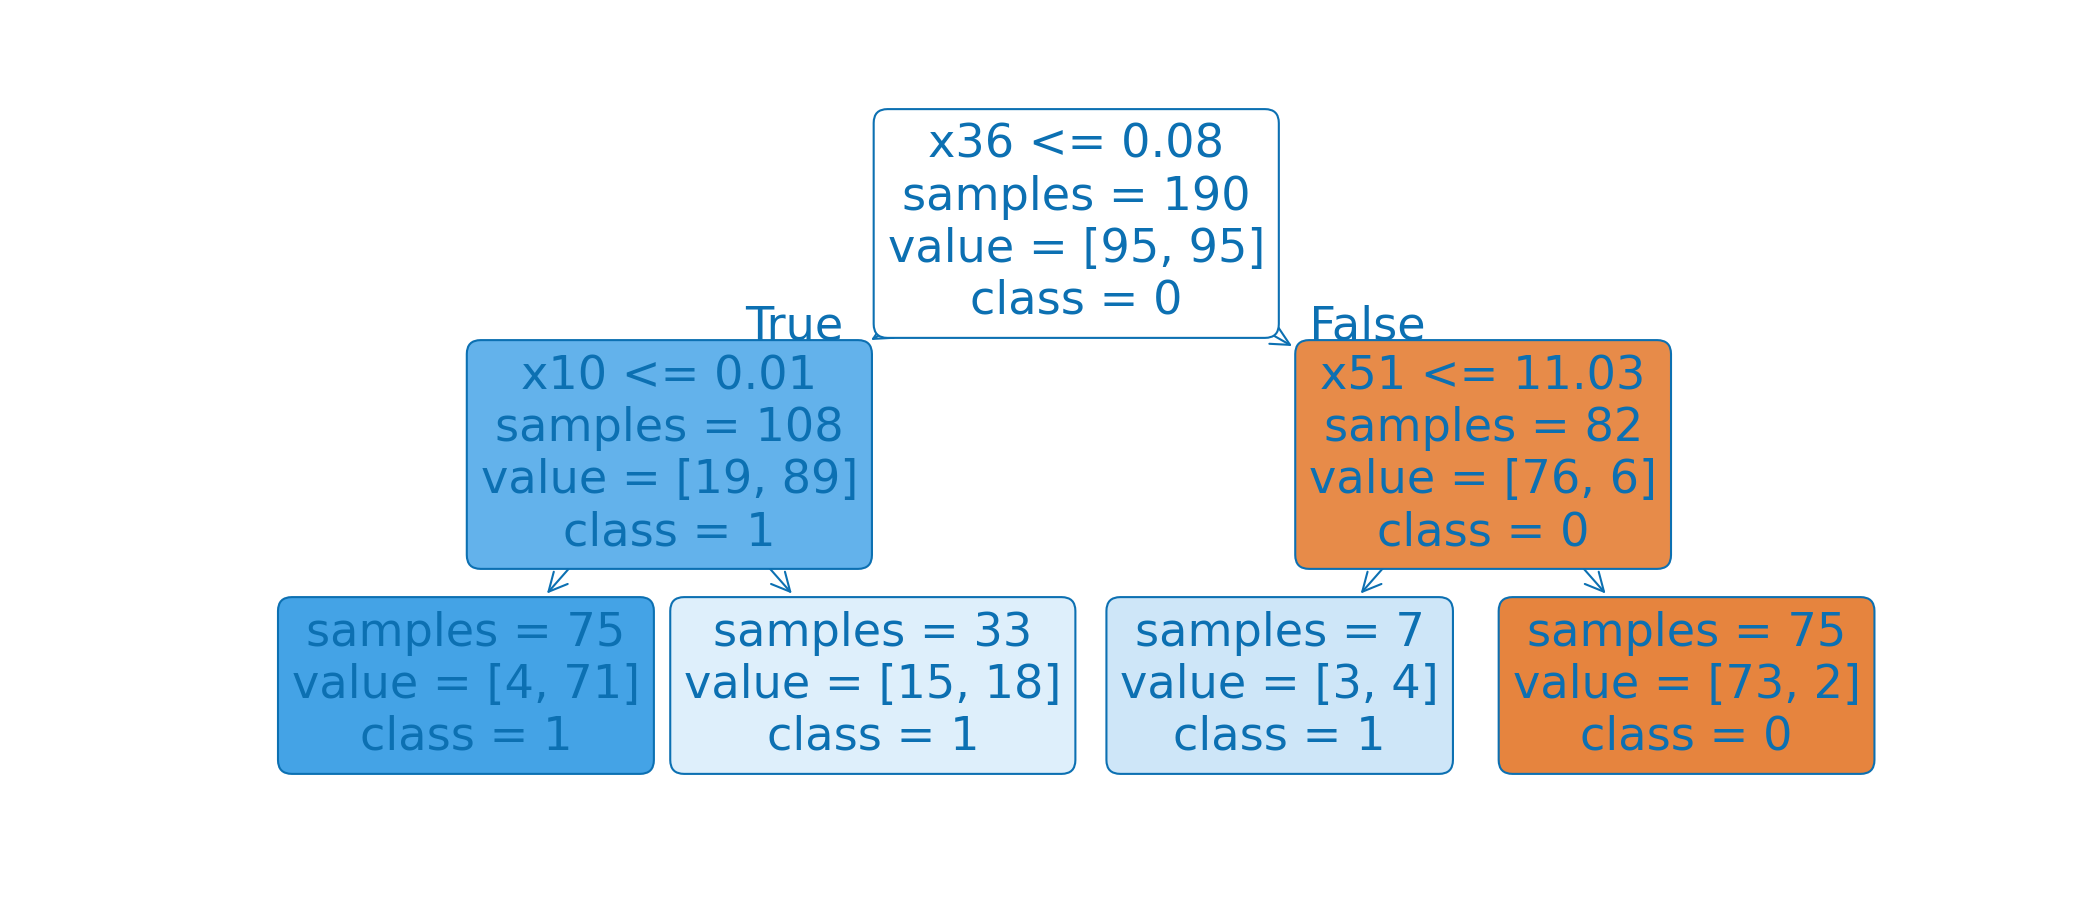 x36 <= 0.08
samples = 190
value = [95, 95]
class = 0
True
False
x10 <= 0.01
samples = 108
value = [19, 89]
class = 1
x51 <= 11.03
samples = 82
value = [76, 6]
class = 0
samples = 75
value = [4, 71]
class = 1
samples = 33
value = [15, 18]
class = 1
samples = 7
value = [3, 4]
class = 1
samples = 75
value = [73, 2]
class = 0